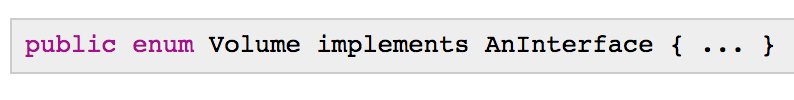 public enum Volume implements AnInterface { ... }